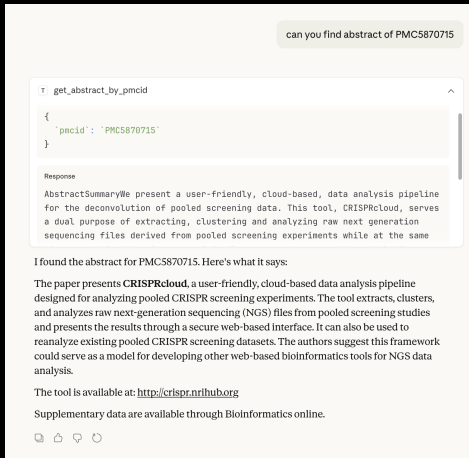 can you find abstract of PMC5870715
T get_abstract_by_pmcid
{
`pmcid`: `PMC5870715`
}
Response
AbstractSummaryWe present a user-friendly, cloud-based, data analysis pipeline
for the deconvolution of pooled screening data. This tool, CRISPRcloud, serves
a dual purpose of extracting, clustering and analyzing raw next generation
sequencing files derived from pooled screening experiments while at the same
I found the abstract for PMC5870715. Here's what it says:
The paper presents CRISPRcloud, a user-friendly, cloud-based data analysis pipeline
designed for analyzing pooled CRISPR screening experiments. The tool extracts, clusters,
and analyzes raw next-generation sequencing (NGS) files from pooled screening studies
and presents the results through a secure web-based interface. It can also be used to
reanalyze existing pooled CRISPR screening datasets. The authors suggest this framework
could serve as a model for developing other web-based bioinformatics tools for NGS data
analysis.
The tool is available at: http://crispr.nrihub.org
Supplementary data are available through Bioinformatics online.